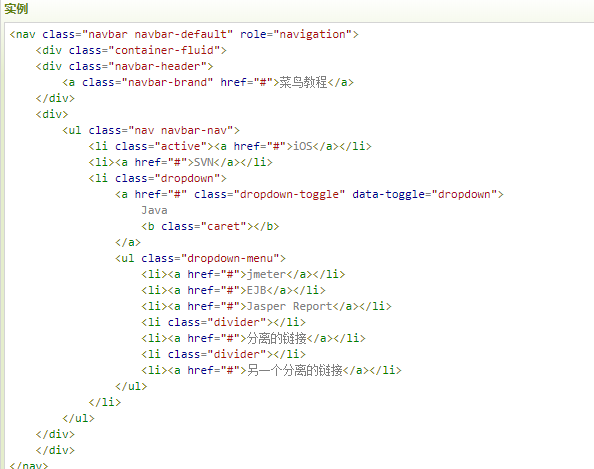 实例
<nav class="navbar navbar-default" role="navigation">
    <div class="container-fluid">
    <div class="navbar-header">
        <a class="navbar-brand" href="#">菜鸟教程</a>
    </div>
    <div>
        <ul class="nav navbar-nav">
            <li class="active"><a href="#">iOS</a></li>
            <li><a href="#">SVN</a></li>
            <li class="dropdown">
                <a href="#" class="dropdown-toggle" data-toggle="dropdown">
                    Java
                    <b class="caret"></b>
                </a>
                <ul class="dropdown-menu">
                    <li><a href="#">jmeter</a></li>
                    <li><a href="#">EJB</a></li>
                    <li><a href="#">Jasper Report</a></li>
                    <li class="divider"></li>
                    <li><a href="#">分离的链接</a></li>
                    <li class="divider"></li>
                    <li><a href="#">另一个分离的链接</a></li>
                </ul>
            </li>
        </ul>
    </div>
    </div>
</nav>